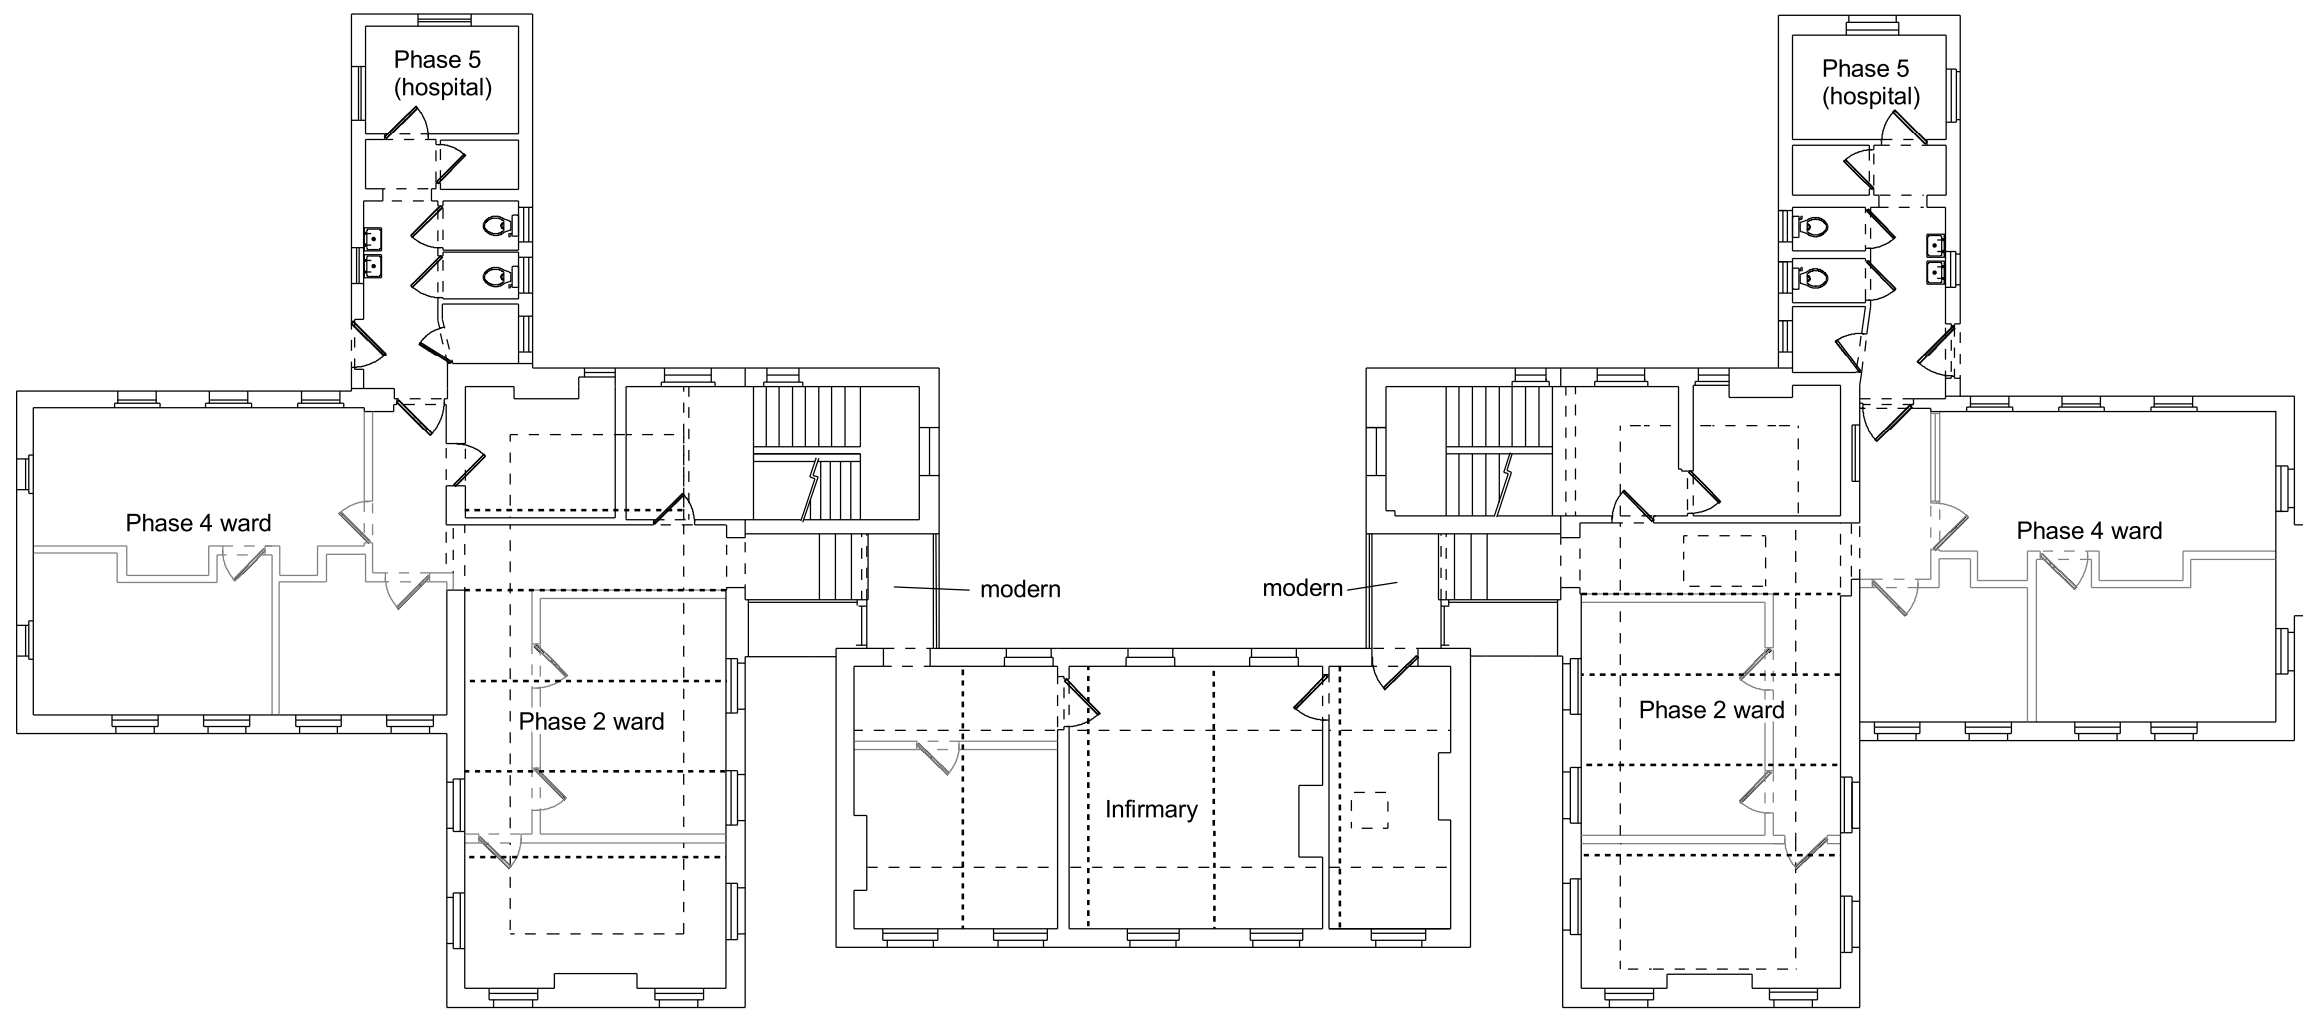 Phase 5
(hospital)
Phase 5
(hospital)
Phase 4 ward
Phase 4 ward
modern
modern
Phase 2 ward
Phase 2 ward
Infirmary